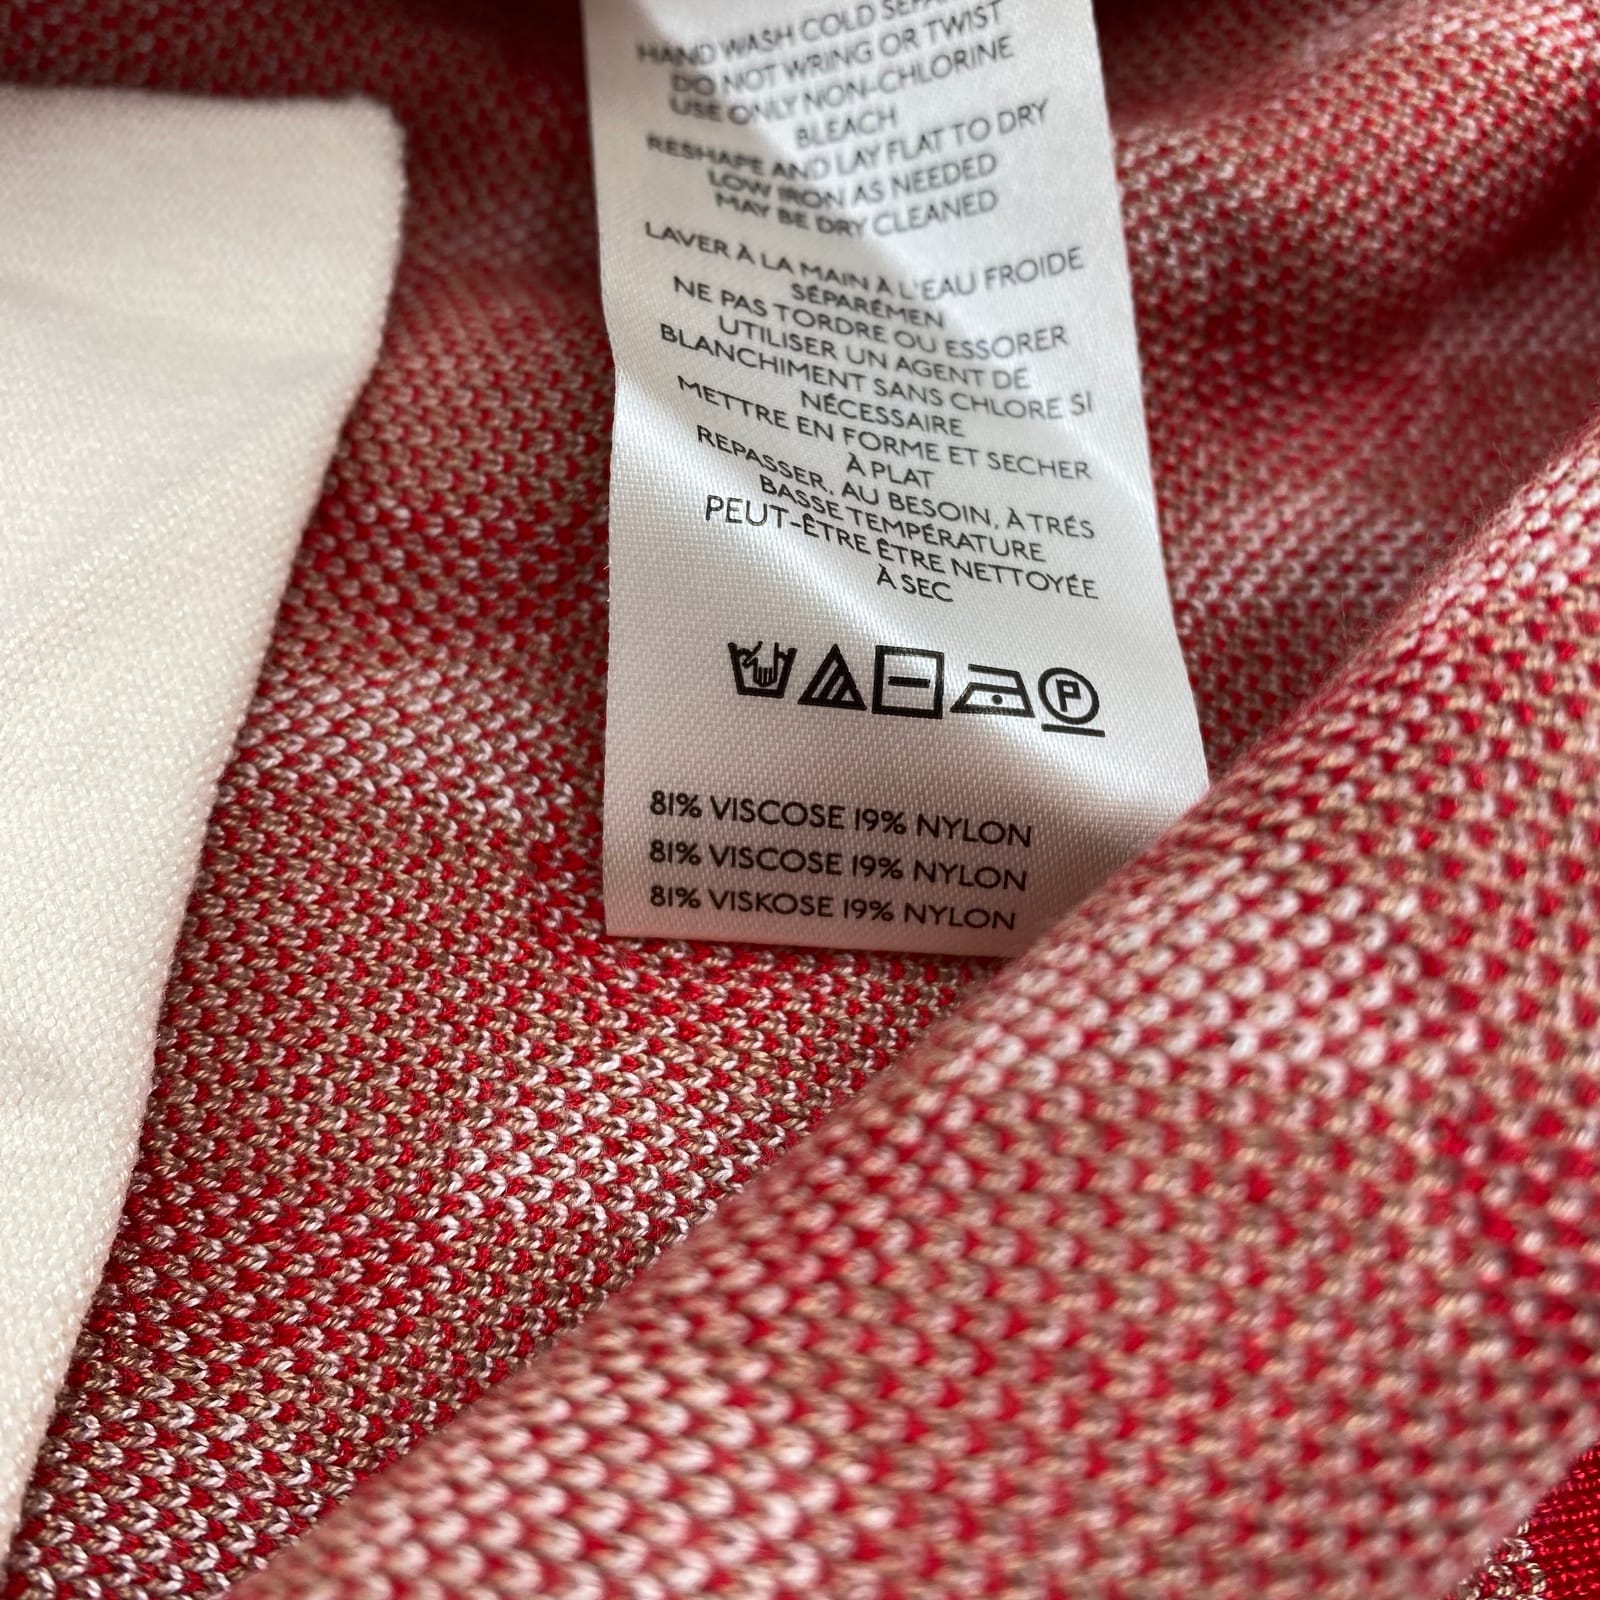 HAND WASH COLD
DO NOT WRING OR TWIST
USE ONLY NON-CHLORINE
BLEACH
RESHAPE AND LAY FLAT TO DRY
LOW IRON AS NEEDED
MAY BE DRY CLEANED
LAVER À LA MAIN À L'EAU FROIDE
SÉPARÉMEN
NE PAS TORDRE OU ESSORER
UTILISER UN AGENT DE
BLANCHIMENT SANS CHLORE SI
NÉCESSAIRE
METTRE EN FORME ET SECHER
À PLAT
REPASSER, AU BESOIN, À TRÉS
BASSE TEMPÉRATURE
PEUT-ÊTRE ÊTRE NETTOYÉE
À SEC
P
81% VISCOSE 19% NYLON
81% VISCOSE 19% NYLON
81% VISKOSE 19% NYLON